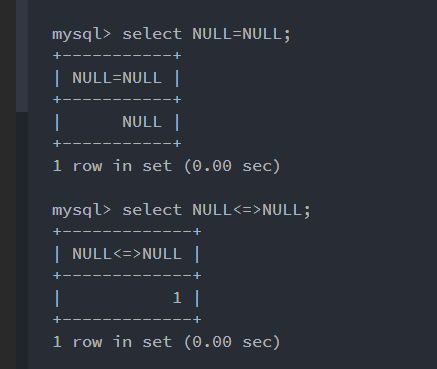 mysql> select NULL=NULL;
+-----------+
| NULL=NULL |
+-----------+
|      NULL |
+-----------+
1 row in set (0.00 sec)
mysql> select NULL<=>NULL;
+-------------+
| NULL<=>NULL |
+-------------+
|           1 |
+-------------+
1 row in set (0.00 sec)